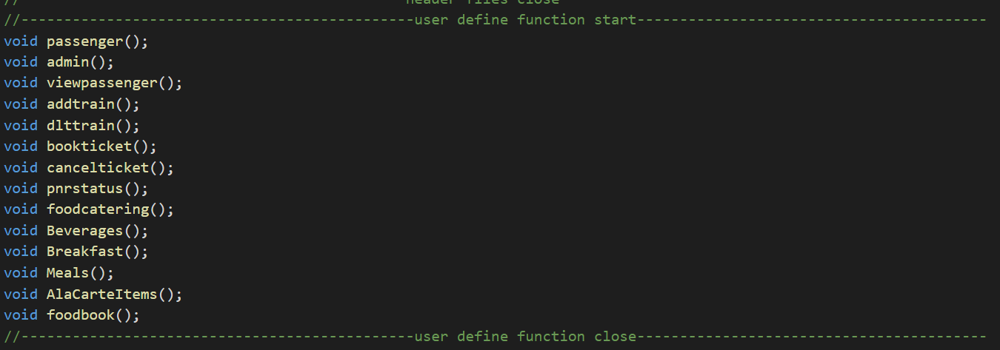 // header files close
//----------------------------------------------user define function start-----------------------------------------
void passenger();
void admin();
void viewpassenger();
void addtrain();
void dlttrain();
void bookticket();
void cancelticket();
void pnrstatus();
void foodcatering();
void Beverages();
void Breakfast();
void Meals();
void AlaCarteItems();
void foodbook();
//----------------------------------------------user define function close-----------------------------------------